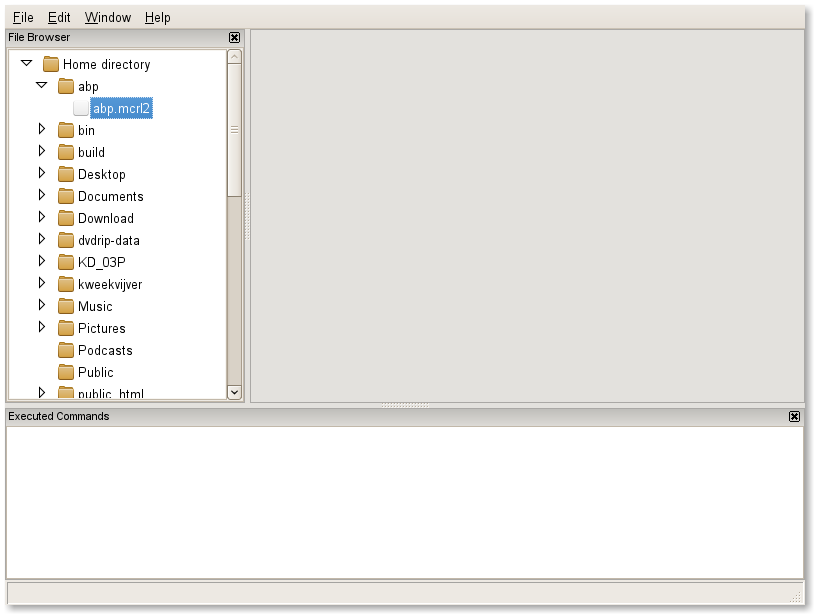 File Edit Window Help
File Browser
Home directory
abp
abp.mcrl2
bin
build
Desktop
Documents
Download
dvdrip-data
KD_03P
kweekvijver
Music
Pictures
Podcasts
Public
public_html
Executed Commands